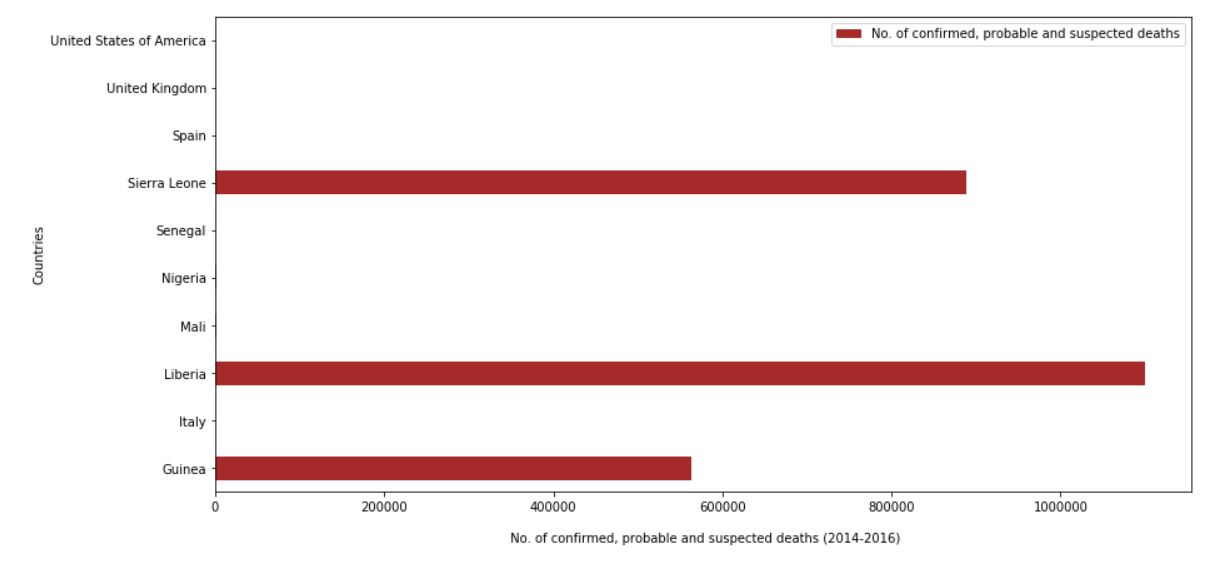 No. of confirmed, probable and suspected deaths
United States of America
United Kingdom
Spain
Sierra Leone
Senegal
Nigeria
Mali
Liberia
Italy
Guinea
Countries
0 200000 400000 600000 800000 1000000
No. of confirmed, probable and suspected deaths (2014-2016)